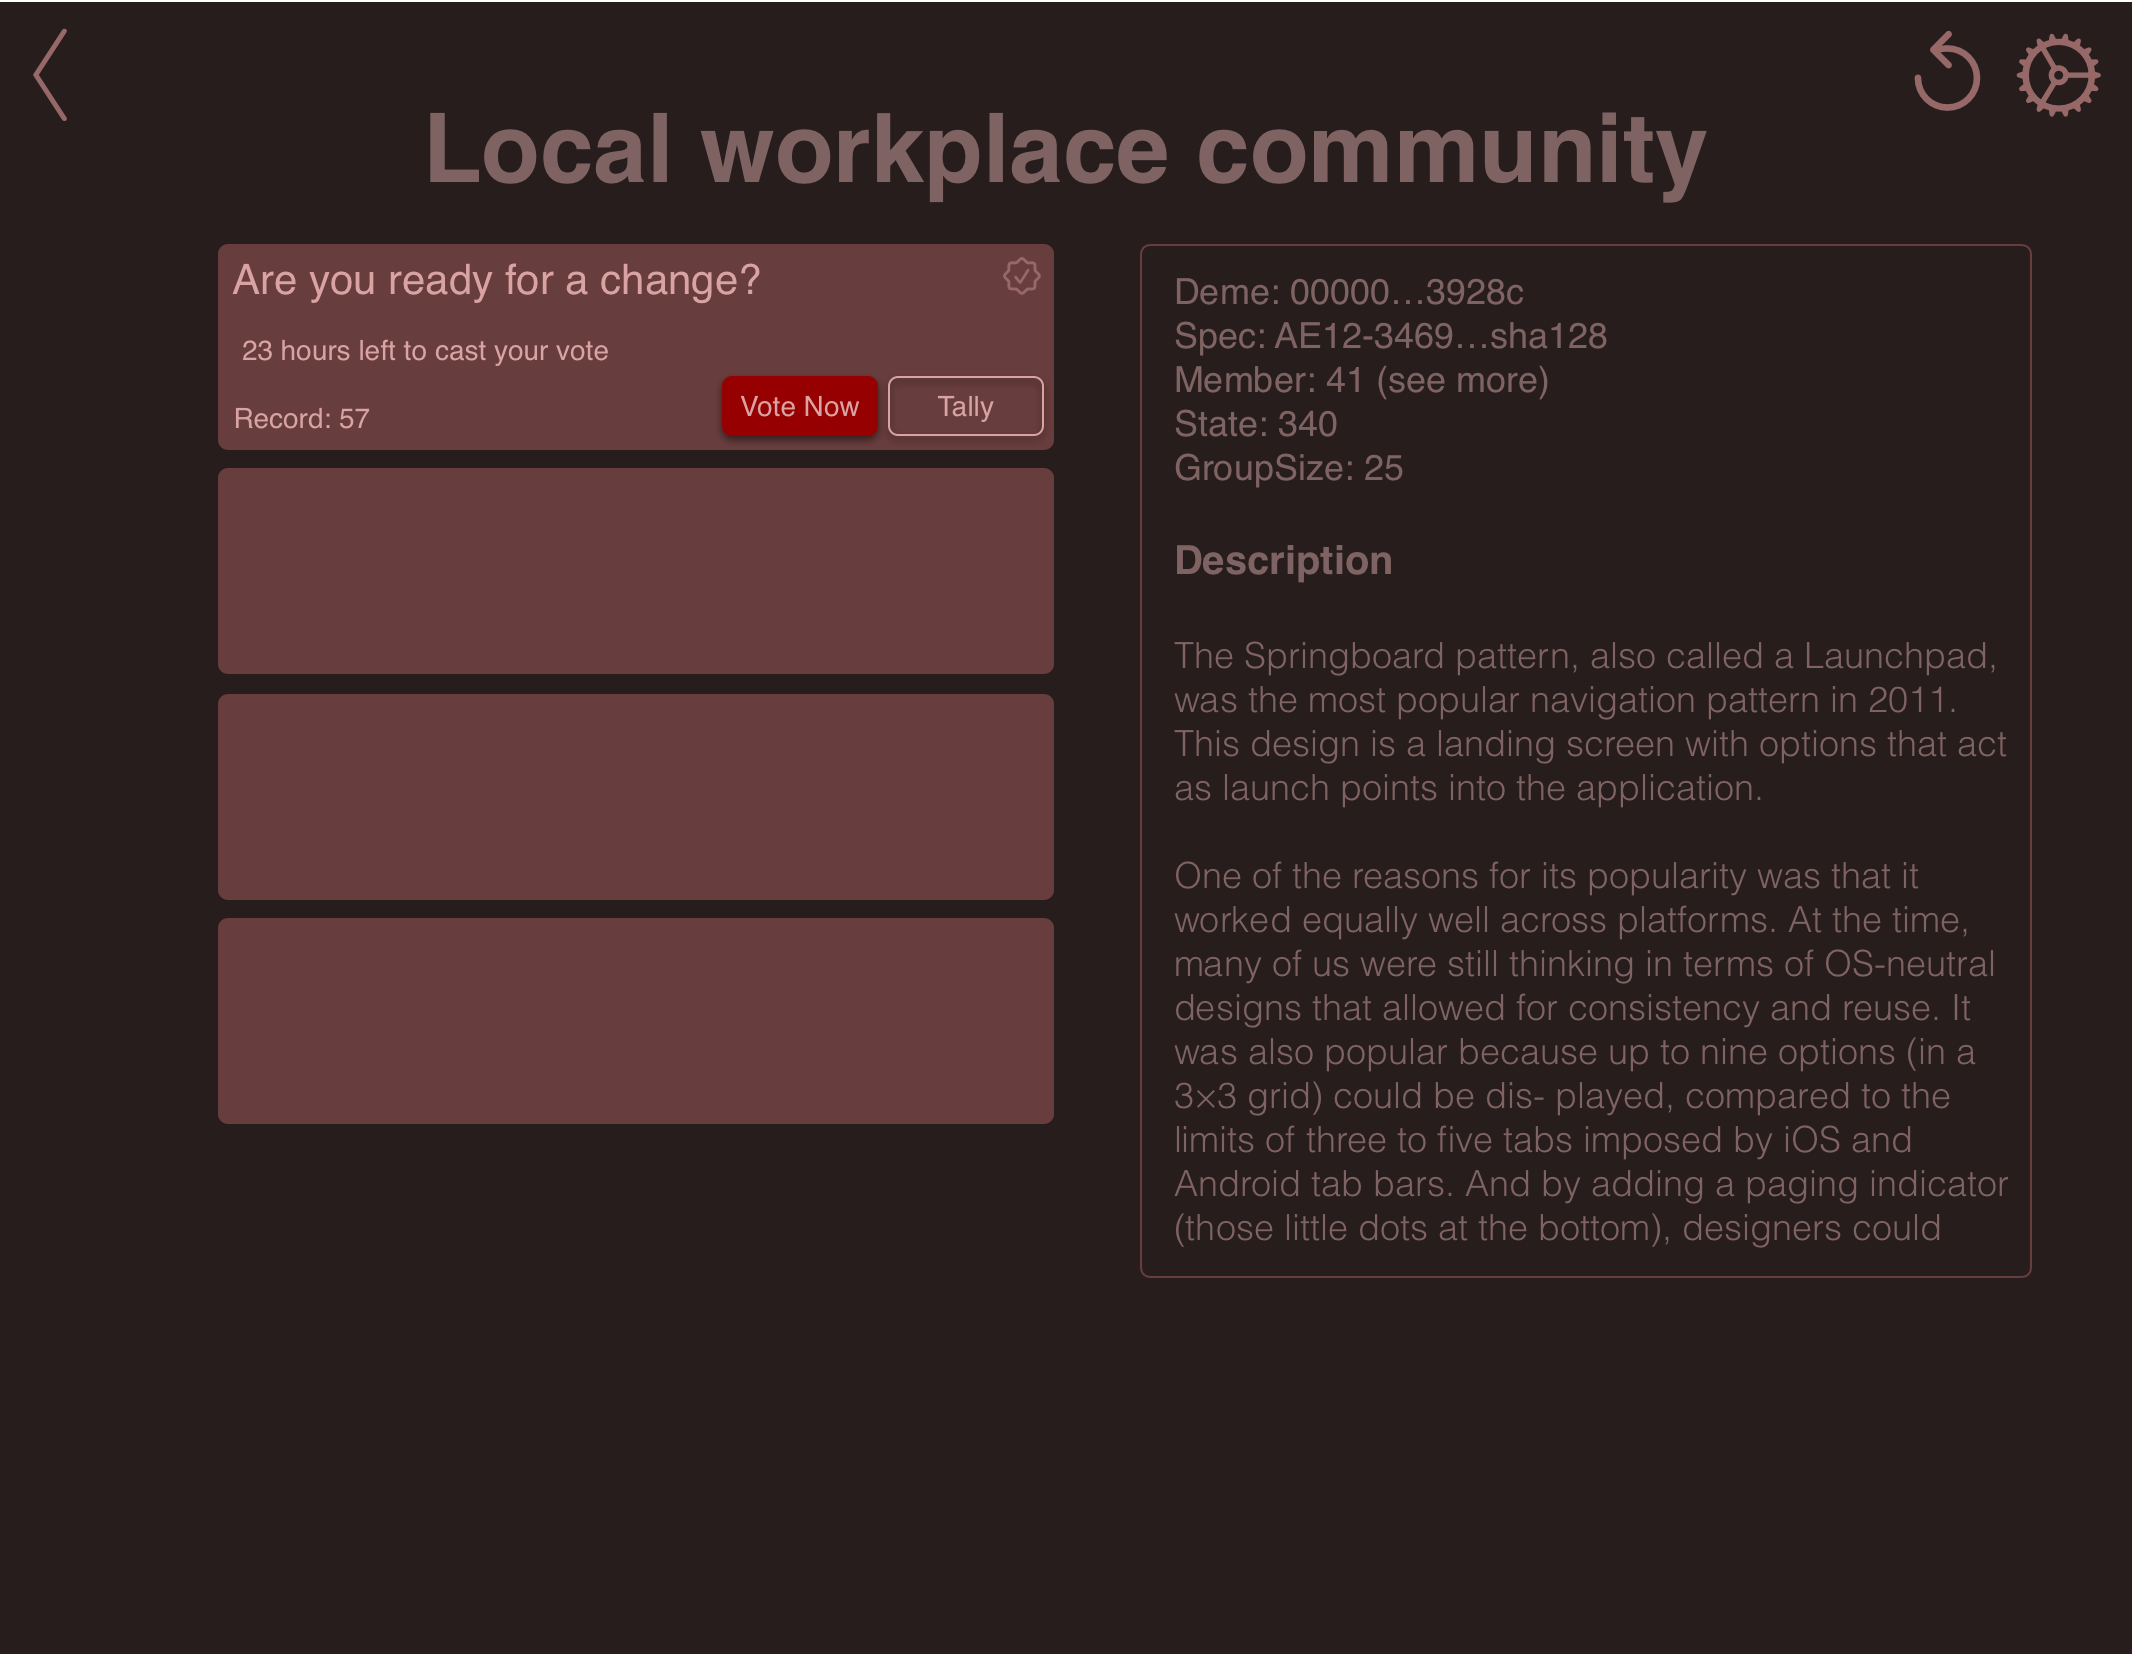 Local workplace community
Are you ready for a change?
23 hours left to cast your vote
Record: 57
Vote Now
Tally
Deme: 00000…3928c
Spec: AE12-3469…sha128
Member: 41 (see more)
State: 340
GroupSize: 25
Description
The Springboard pattern, also called a Launchpad,
was the most popular navigation pattern in 2011.
This design is a landing screen with options that act
as launch points into the application.
One of the reasons for its popularity was that it
worked equally well across platforms. At the time,
many of us were still thinking in terms of OS-neutral
designs that allowed for consistency and reuse. It
was also popular because up to nine options (in a
3×3 grid) could be dis- played, compared to the
limits of three to five tabs imposed by iOS and
Android tab bars. And by adding a paging indicator
(those little dots at the bottom), designers could